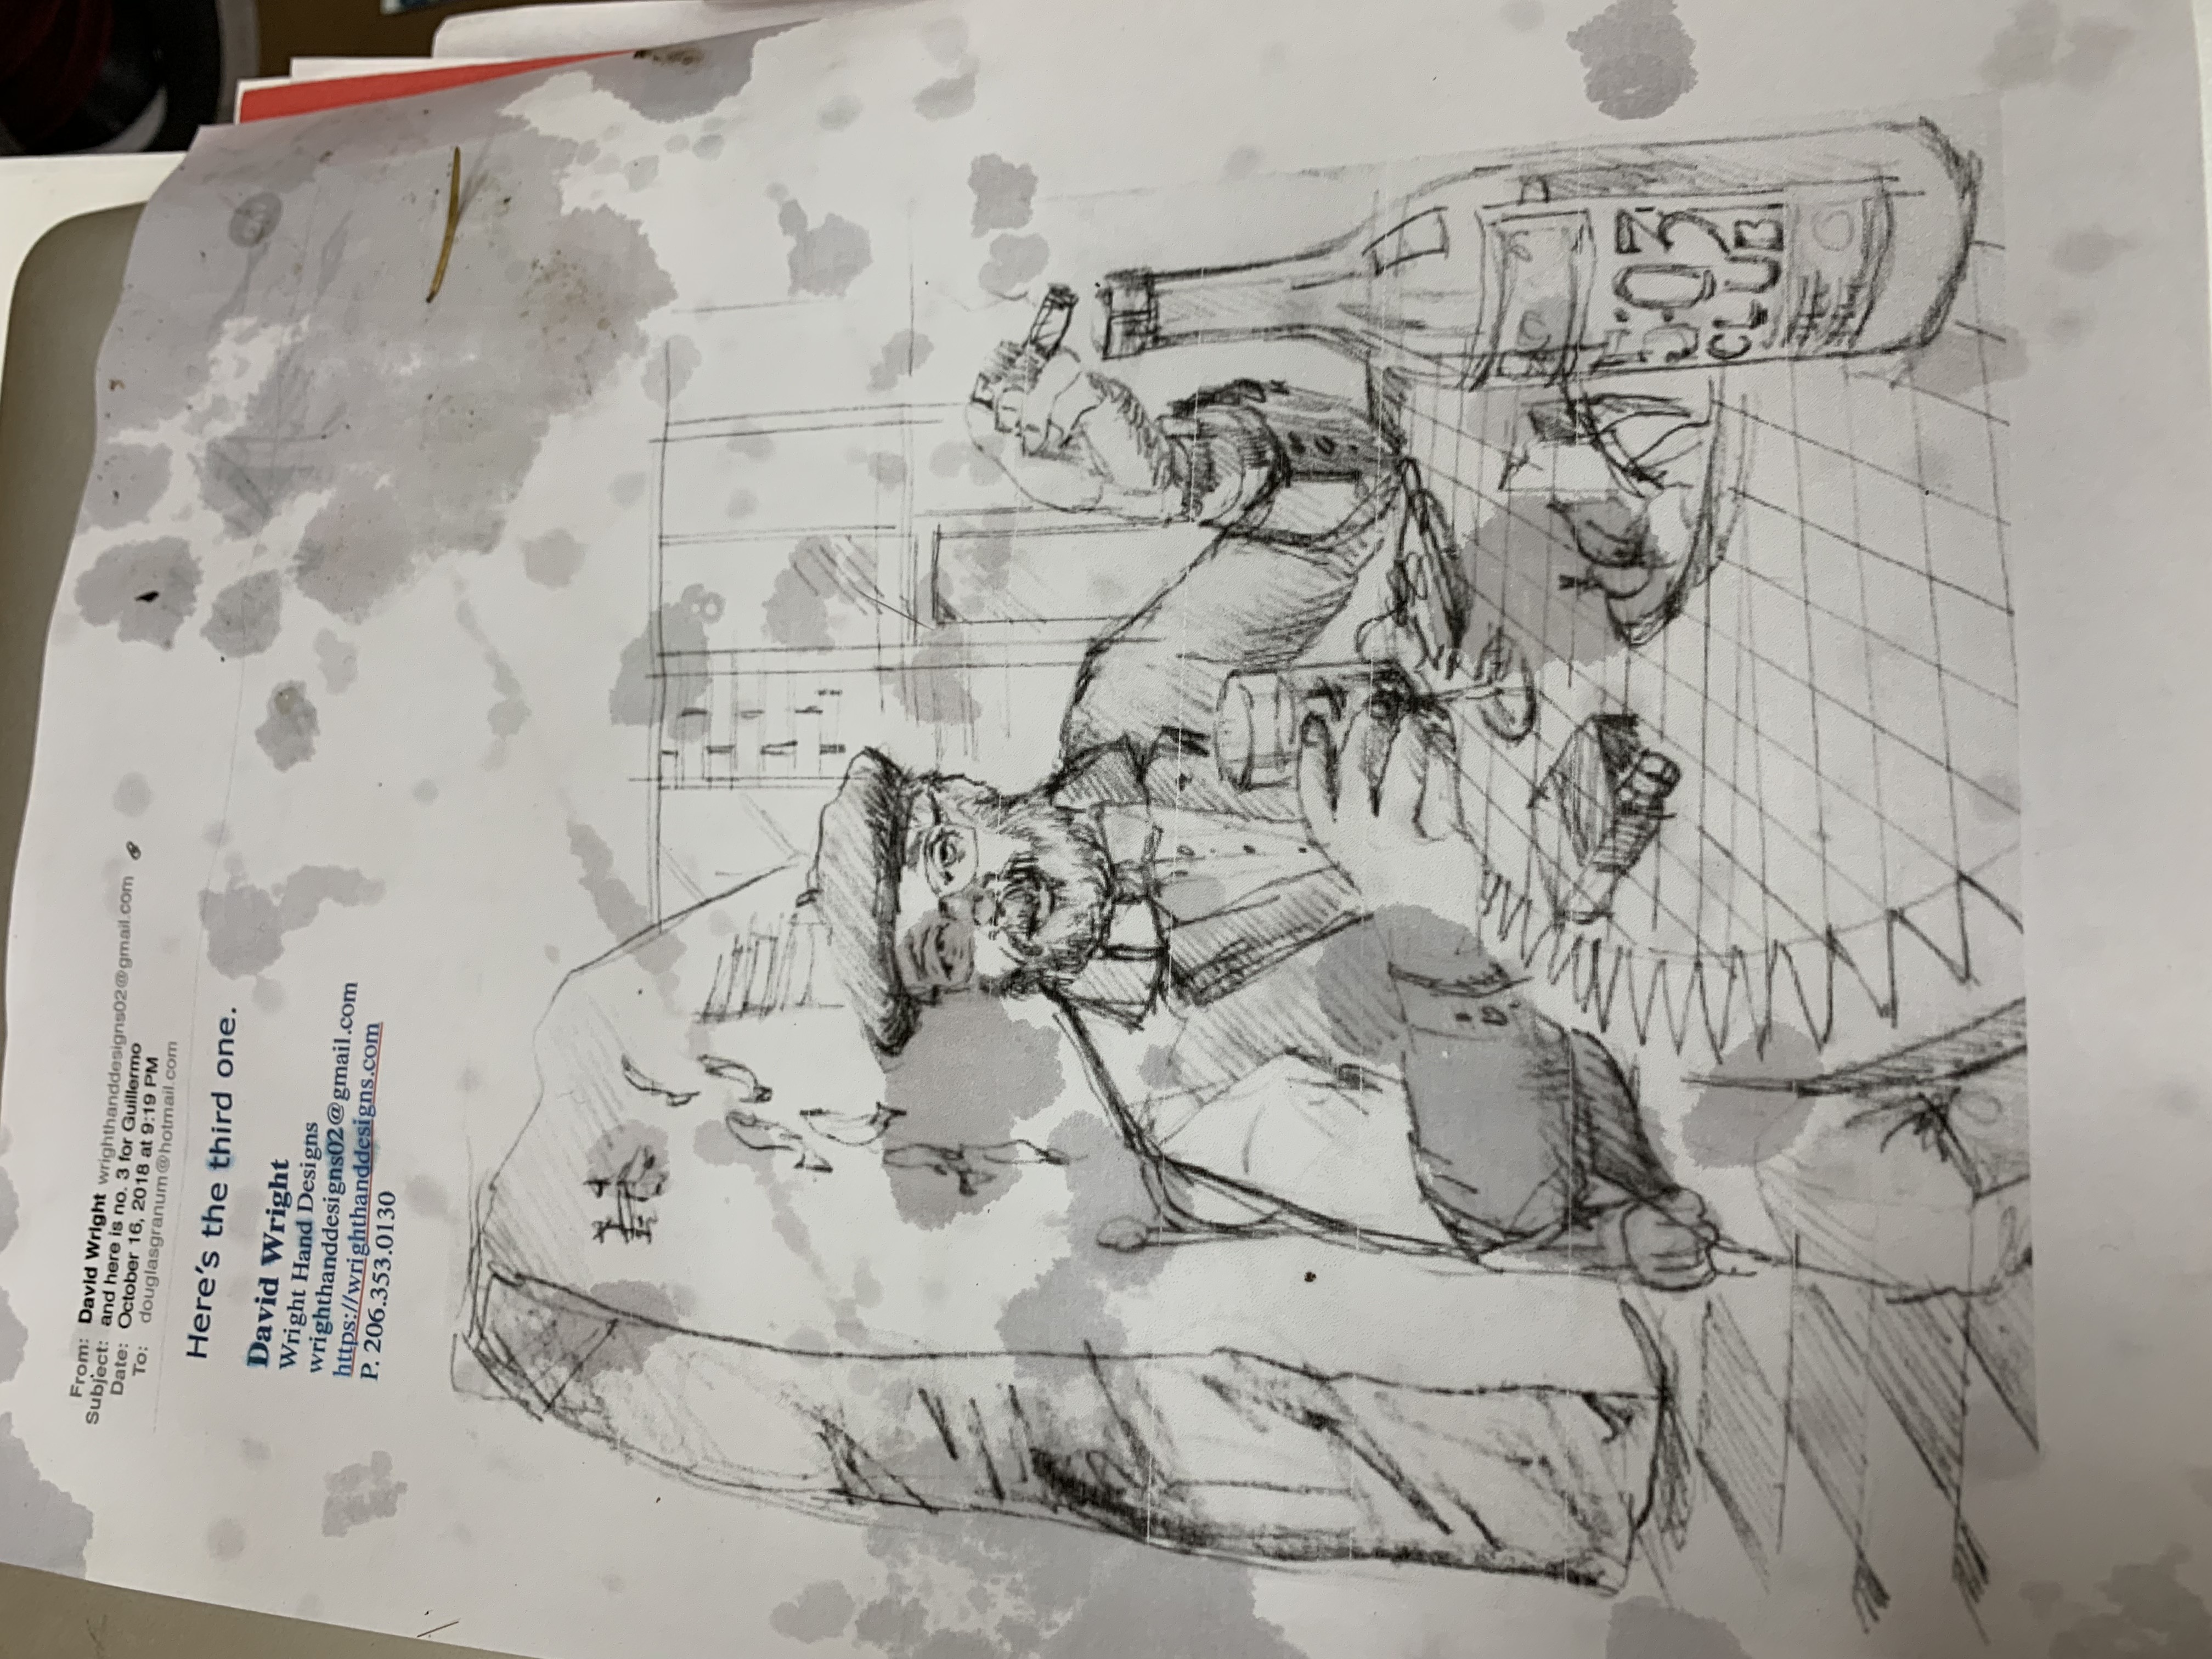 From: David Wright wrighthanddesigns02@gmail.com
Subject: and here is no. 3 for Guillermo
Date: October 16, 2018 at 9:19 PM
To: douglasgranum@hotmail.com
Here's the third one.
David Wright
Wright Hand Designs
wrighthanddesigns02@gmail.com
https://wrighthanddesigns.com
P. 206.353.0130
5:03
CLUB